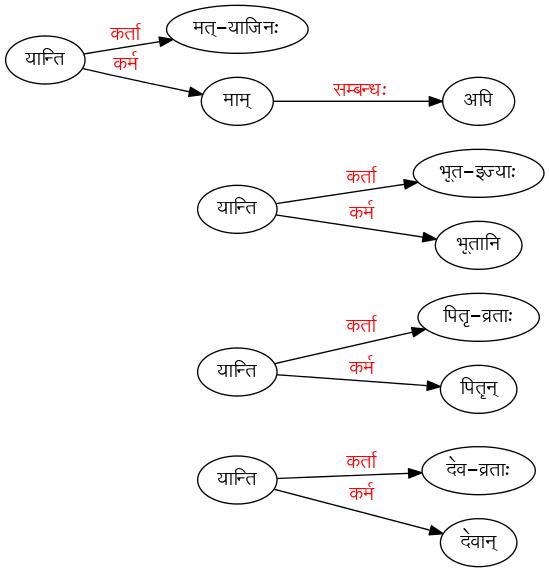 मत्-याजिनः
कर्ता
यान्ति
कर्म
माम्
सम्बन्धः
अपि
भूत-इज्याः
कर्ता
यान्ति
कर्म
भूतानि
पितृ-व्रताः
कर्ता
यान्ति
कर्म
पितॄन्
देव-व्रताः
कर्ता
यान्ति
कर्म
देवान्